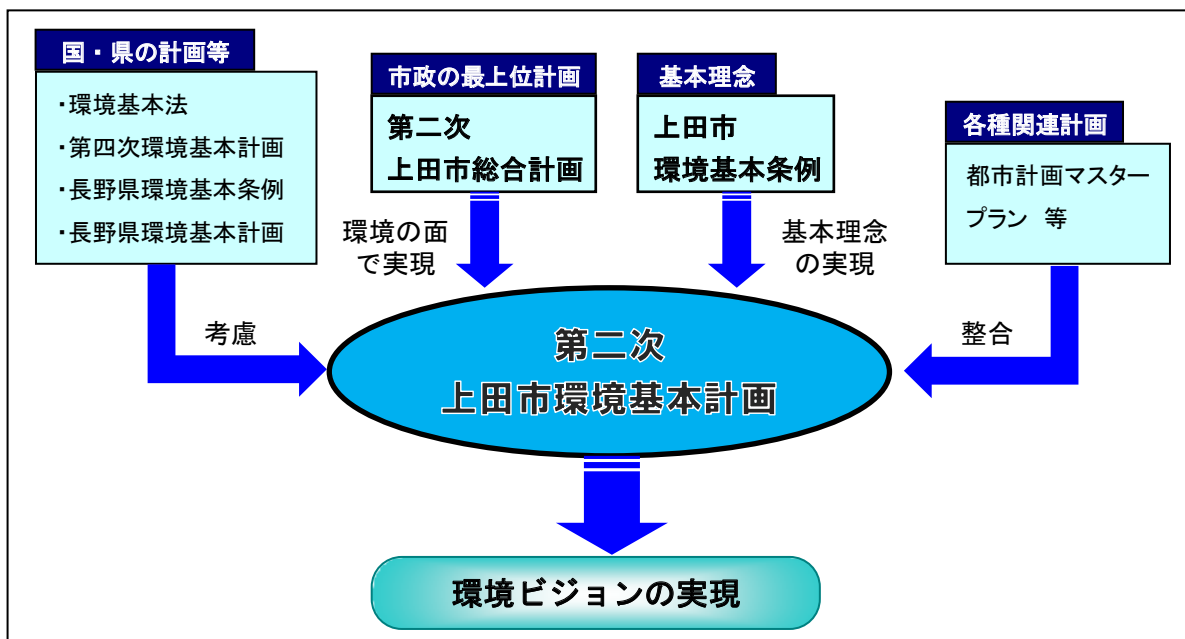 国・県の計画等
・環境基本法
・第四次環境基本計画
・長野県環境基本条例
・長野県環境基本計画
市政の最上位計画
第二次
上田市総合計画
基本理念
上田市
環境基本条例
各種関連計画
都市計画マスター
プラン 等
環境の面
で実現
基本理念
の実現
考慮
整合
第二次
上田市環境基本計画
環境ビジョンの実現